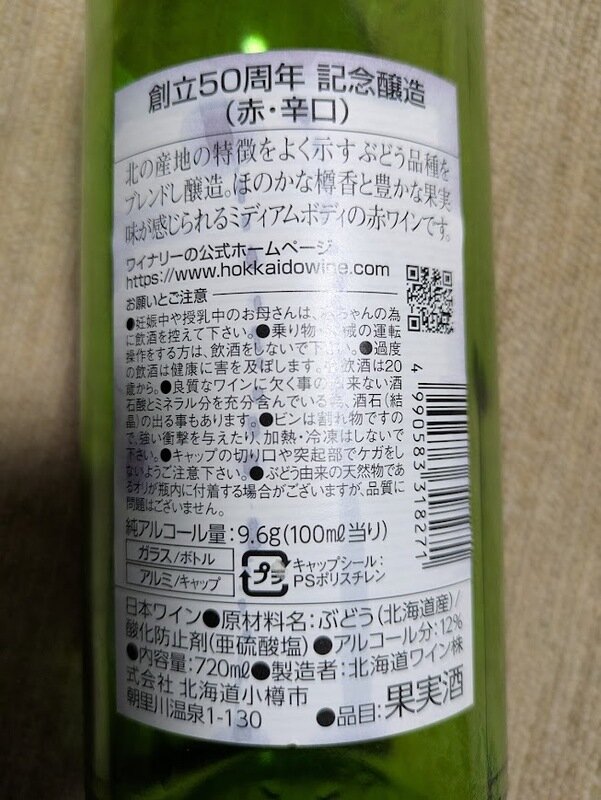 創立50周年 記念醸造
(赤・辛口)
北の産地の特徴をよく示すぶどう品種を
ブレンドし醸造。ほのかな樽香と豊かな果実
味が感じられるミディアムボディの赤ワインです。
ワイナリーの公式ホームページ
https://www.hokkaidowine.com
お願いとご注意
●妊娠中や授乳中のお母さんは、赤ちゃんの為
に飲酒を控えて下さい。●乗り物や機械の運転
操作をする方は、飲酒をしないで下さい。●過度
の飲酒は健康に害を及ぼします。●飲酒は20
歳から。●良質なワインに欠く事の出来ない酒
石酸とミネラル分を充分含んでいる為、酒石(結
晶)の出る事もあります。●ビンは割れ物ですの
で、強い衝撃を与えたり、加熱・冷凍はしないで
下さい。●キャップの切り口や突起部でケガをし
ないようご注意下さい。●ぶどう由来の天然物であ
るオリが瓶内に付着する場合がございますが、品質に
問題はございません。
4 990583 318271
純アルコール量:9.6g(100ml当り)
ガラス/ボトル
アルミ/キャップ
プラ
キャップシール:
PSポリスチレン
日本ワイン●原材料名:ぶどう(北海道産)/
酸化防止剤(亜硫酸塩)●アルコール分:12%
●内容量:720ml●製造者:北海道ワイン株
式会社 北海道小樽市
朝里川温泉1-130
●品目:果実酒